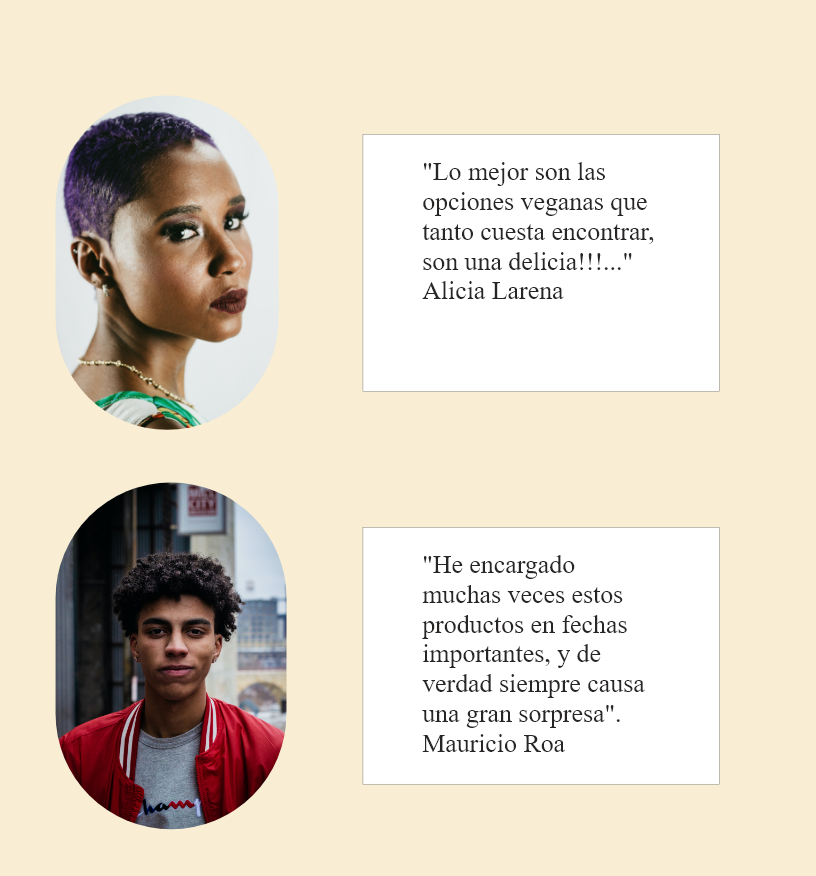 "Lo mejor son las
opciones veganas que
tanto cuesta encontrar,
son una delicia!!!..."
Alicia Larena
CITY
"He encargado
muchas veces estos
productos en fechas
importantes, y de
verdad siempre causa
una gran sorpresa".
Mauricio Roa